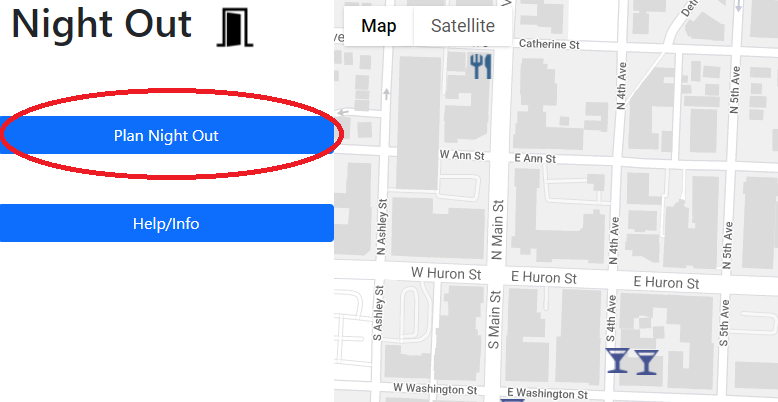 Night Out
Plan Night Out
Help/Info
Map
Satellite
Catherine St
N 4th Ave
N 5th Ave
W Ann St
E Ann St
N Ashley St
N Main St
N 4th Ave
N 5th Ave
W Huron St
E Huron St
E Huron St
S Ashley St
S Main St
S 4th Ave
S 5th Ave
W Washington St
E Washington St